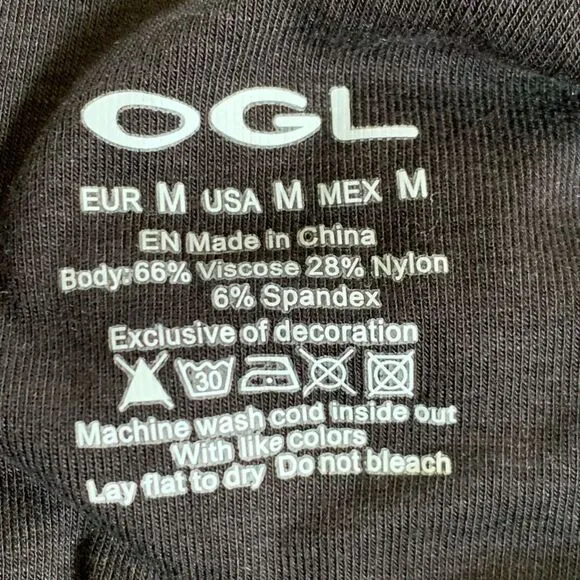 OGL
EUR M USA M MEX M
EN Made in China
Body:66% Viscose 28% Nylon
6% Spandex
Exclusive of decoration
30
Machine wash cold inside out
With like colors
Lay flat to dry Do not bleach